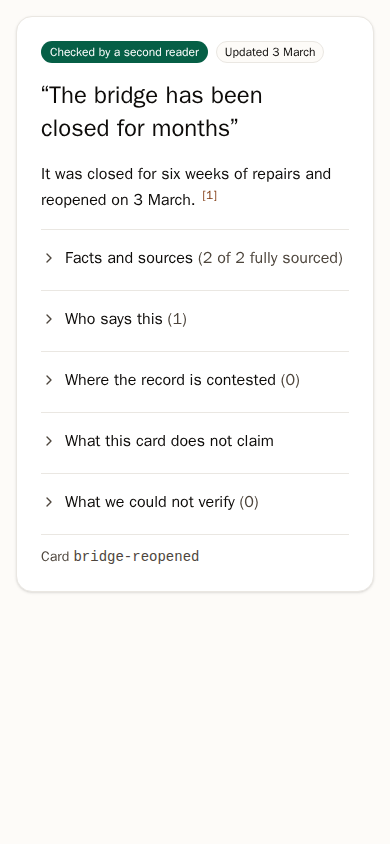 Checked by a second reader
Updated 3 March
“The bridge has been
closed for months”
It was closed for six weeks of repairs and
reopened on 3 March. [1]
Facts and sources (2 of 2 fully sourced)
Who says this (1)
Where the record is contested (0)
What this card does not claim
What we could not verify (0)
Card bridge-reopened